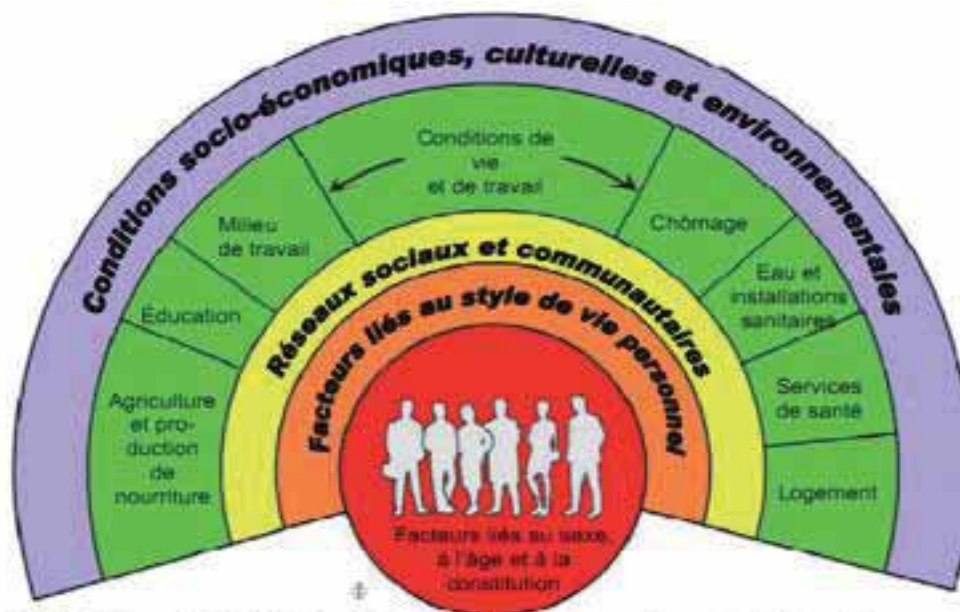 Conditions socio-économiques, culturelles et environnementales
Conditions de
vie
et de travail
Milieu
de travail
Chômage
Éducation
Eau et
installations
sanitaires
Agriculture
et pro-
duction
de
nourriture
Services
de santé
Logement
Réseaux sociaux et communautaires
Facteurs liés au style de vie personnel
Facteurs liés au sexe,
à l'âge et à la
constitution